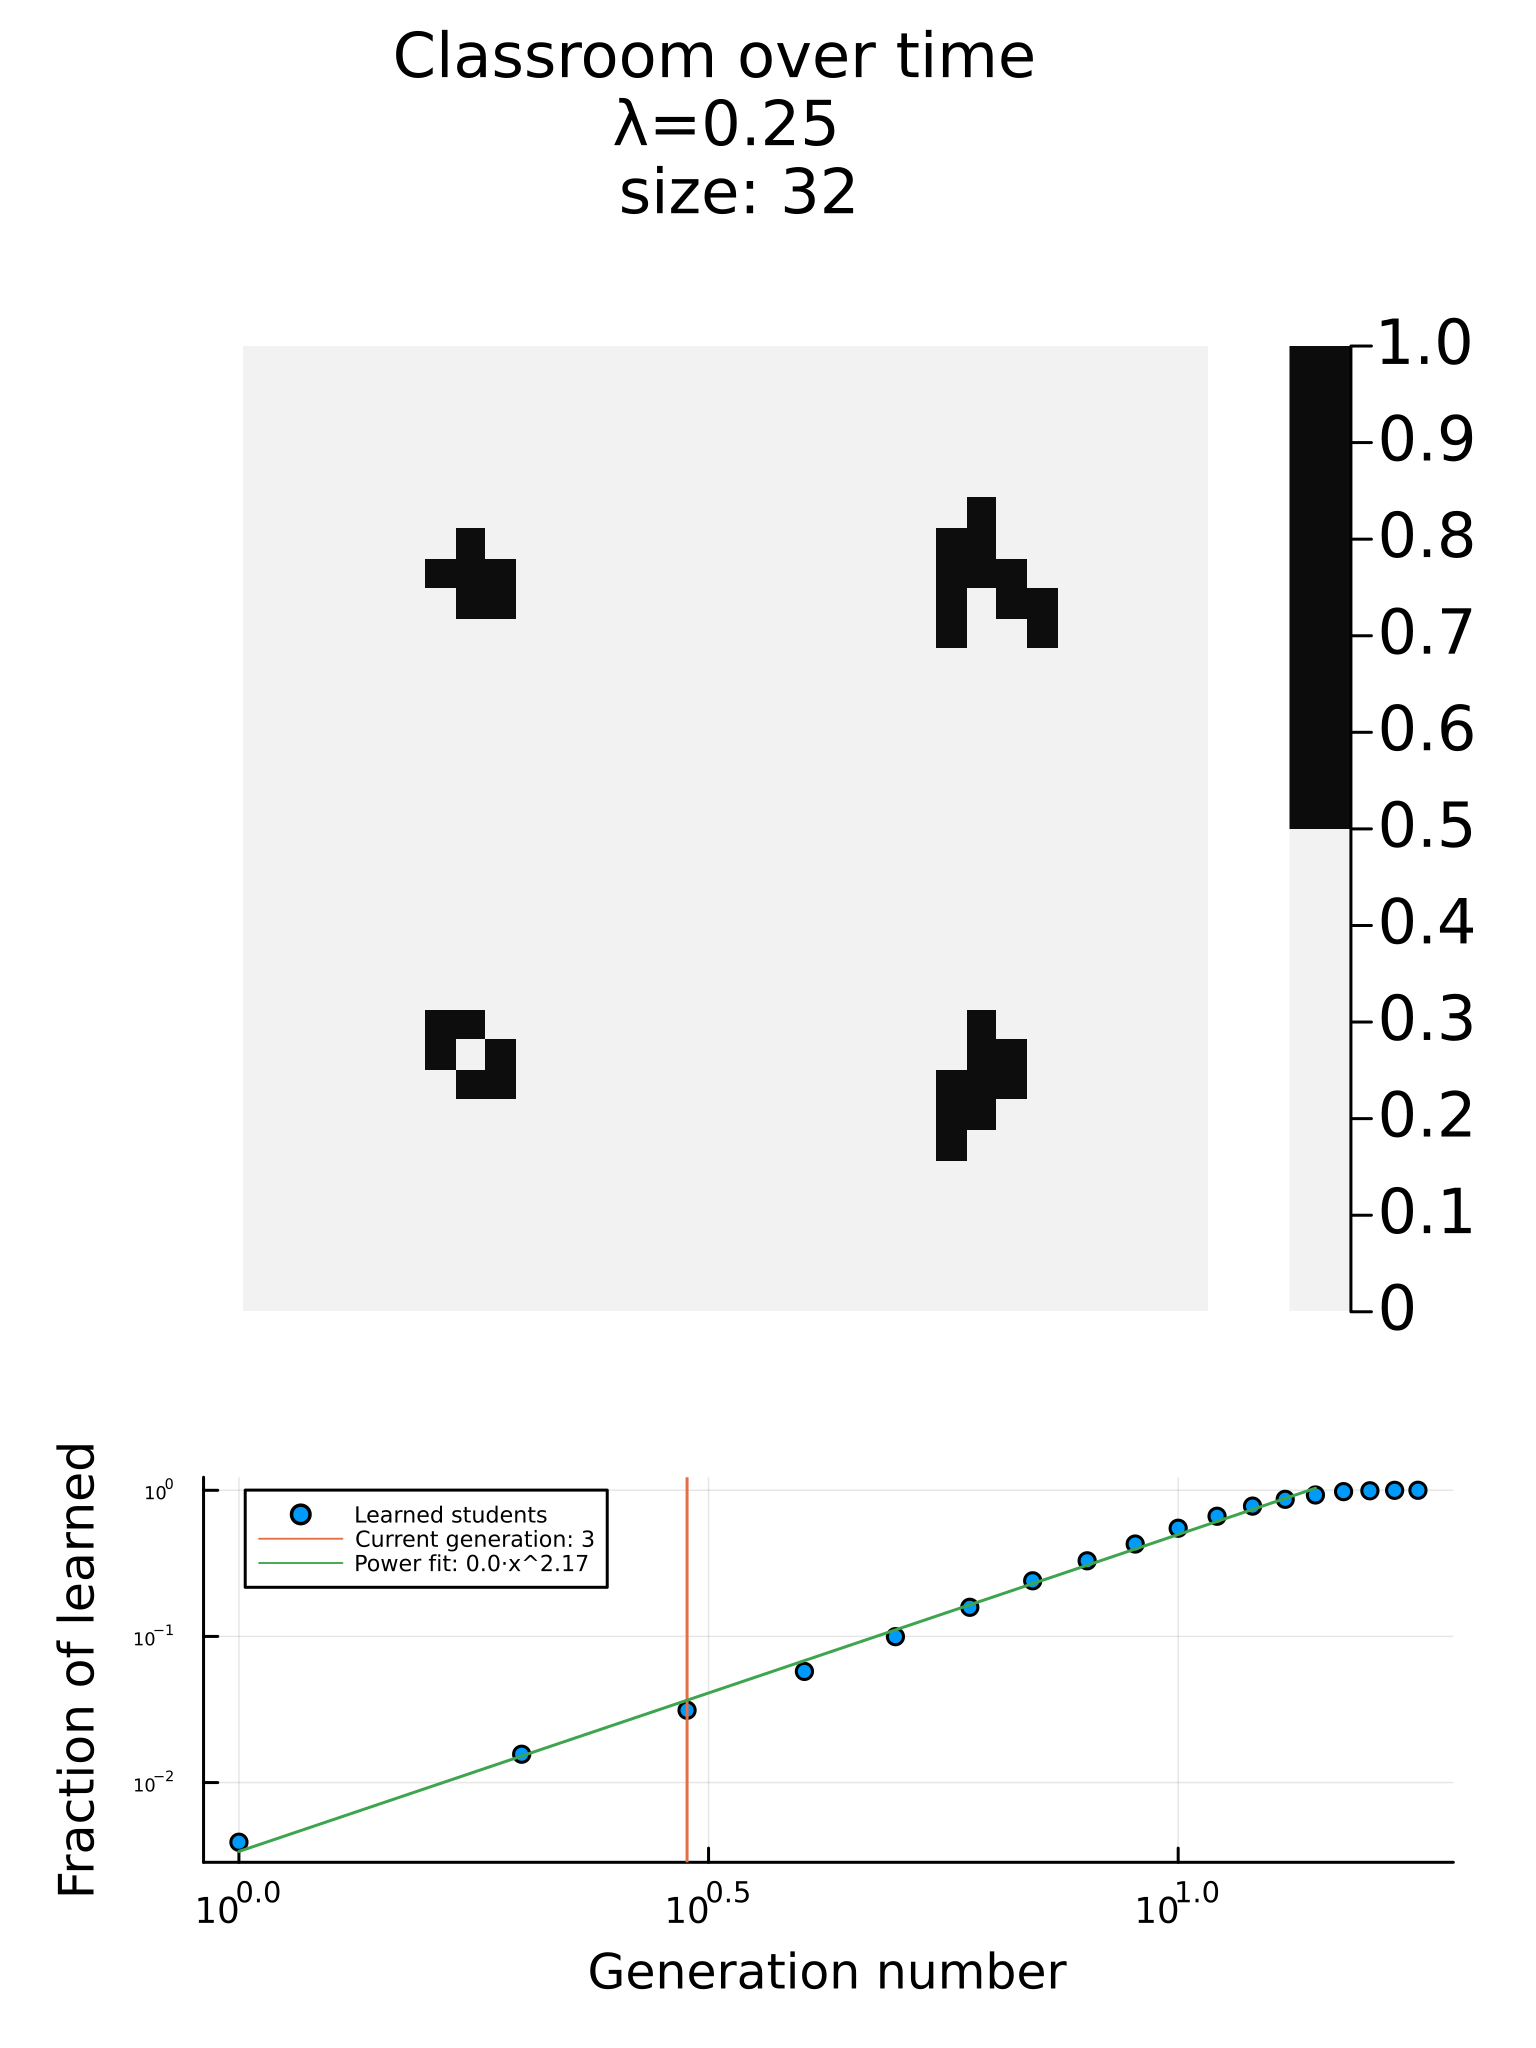 Classroom over time
λ=0.25
size: 32
1.0
0.9
0.8
0.7
0.6
0.5
0.4
0.3
0.2
0.1
0
Fraction of learned
10^0
10^-1
10^-2
Learned students
Current generation: 3
Power fit: 0.0·x^2.17
10^0.0
10^0.5
10^1.0
Generation number